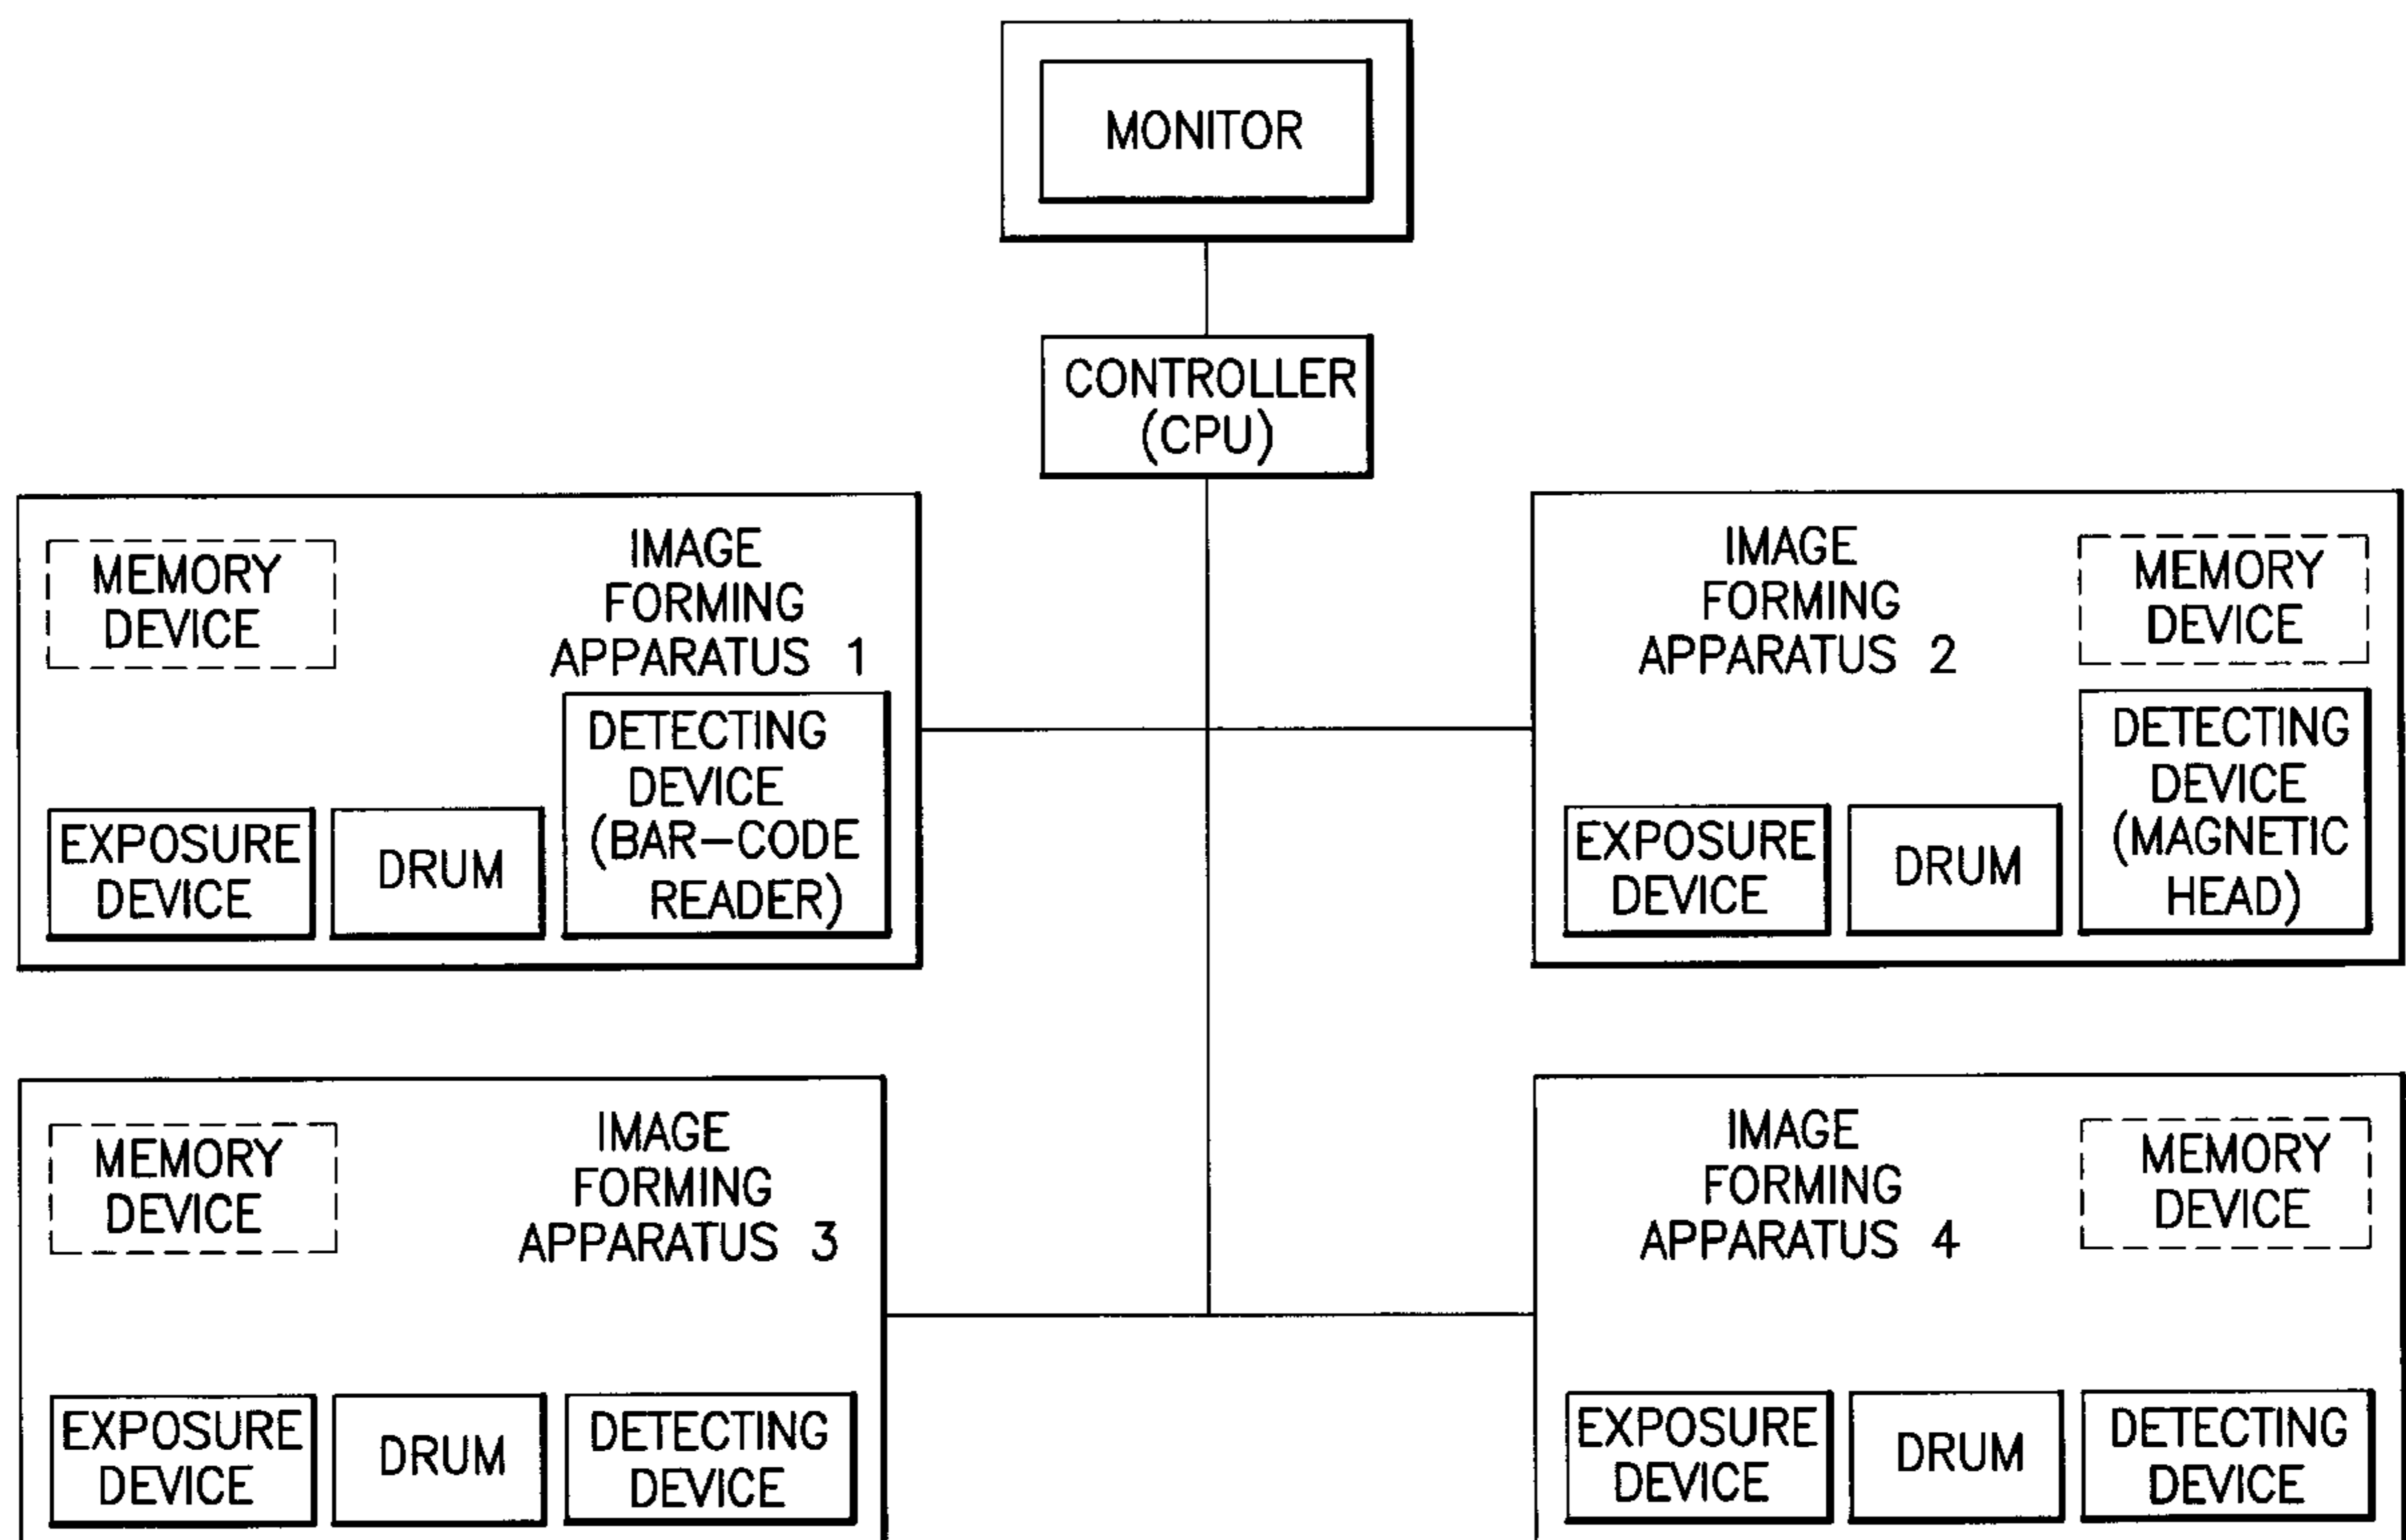 MONITOR
CONTROLLER
(CPU)
MEMORY
DEVICE
IMAGE
FORMING
APPARATUS 1
DETECTING
DEVICE
(BAR-CODE
READER)
EXPOSURE
DEVICE
DRUM
IMAGE
FORMING
APPARATUS 2
MEMORY
DEVICE
DETECTING
DEVICE
(MAGNETIC
HEAD)
EXPOSURE
DEVICE
DRUM
MEMORY
DEVICE
IMAGE
FORMING
APPARATUS 3
EXPOSURE
DEVICE
DRUM
DETECTING
DEVICE
IMAGE
FORMING
APPARATUS 4
MEMORY
DEVICE
EXPOSURE
DEVICE
DRUM
DETECTING
DEVICE